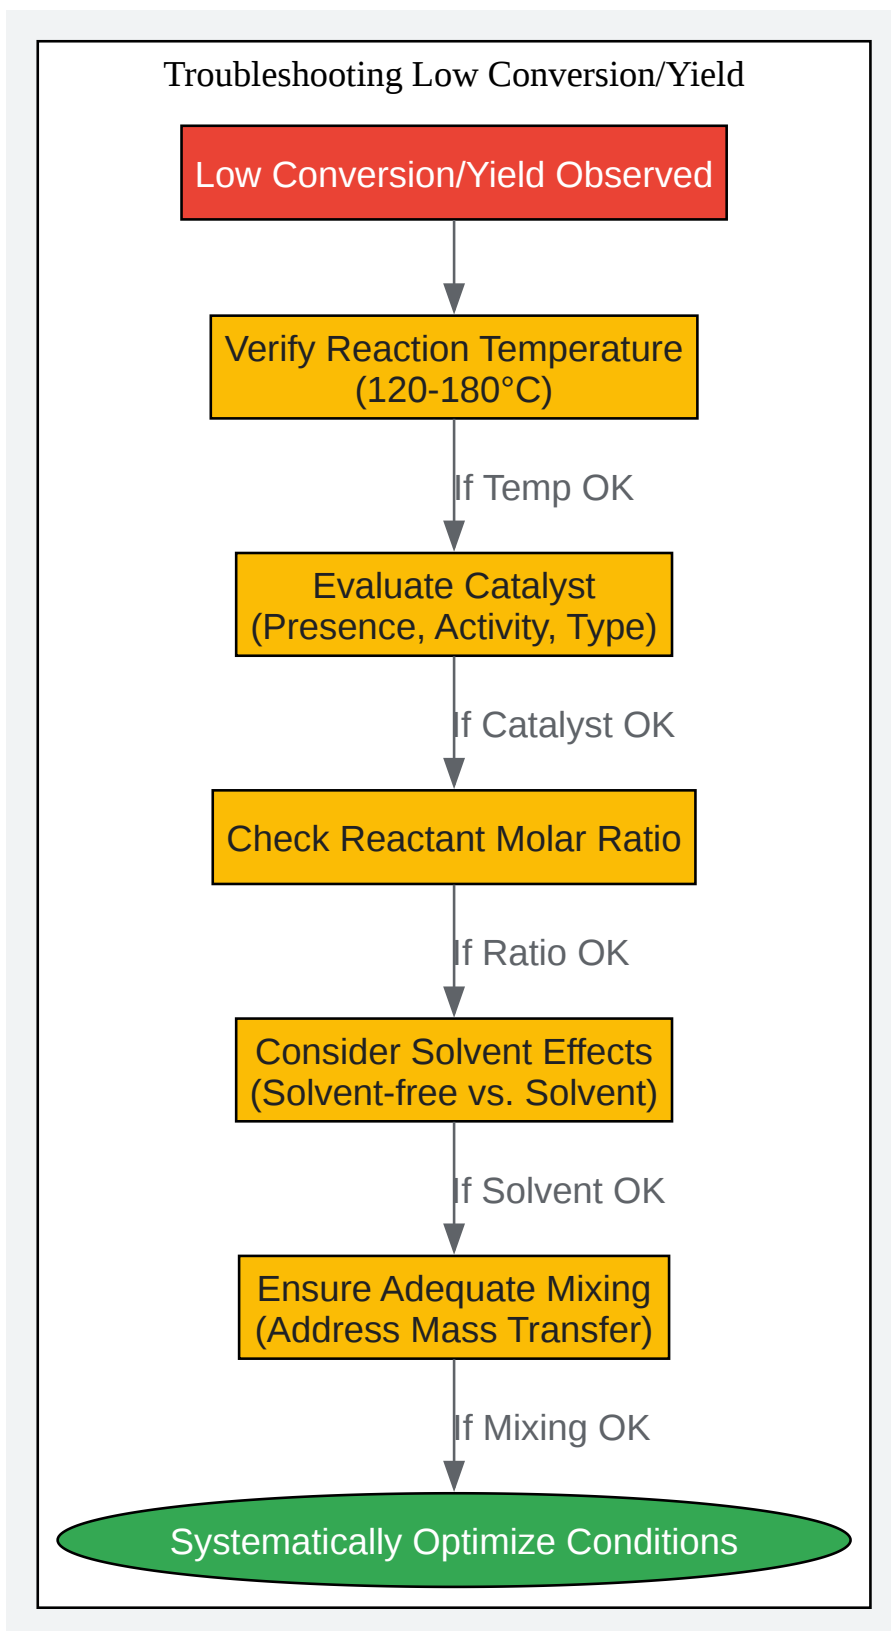 Troubleshooting Low Conversion/Yield
Low Conversion/Yield Observed
Verify Reaction Temperature
(120-180°C)
If Temp OK
Evaluate Catalyst
(Presence, Activity, Type)
If Catalyst OK
Check Reactant Molar Ratio
If Ratio OK
Consider Solvent Effects
(Solvent-free vs. Solvent)
If Solvent OK
Ensure Adequate Mixing
(Address Mass Transfer)
If Mixing OK
Systematically Optimize Conditions